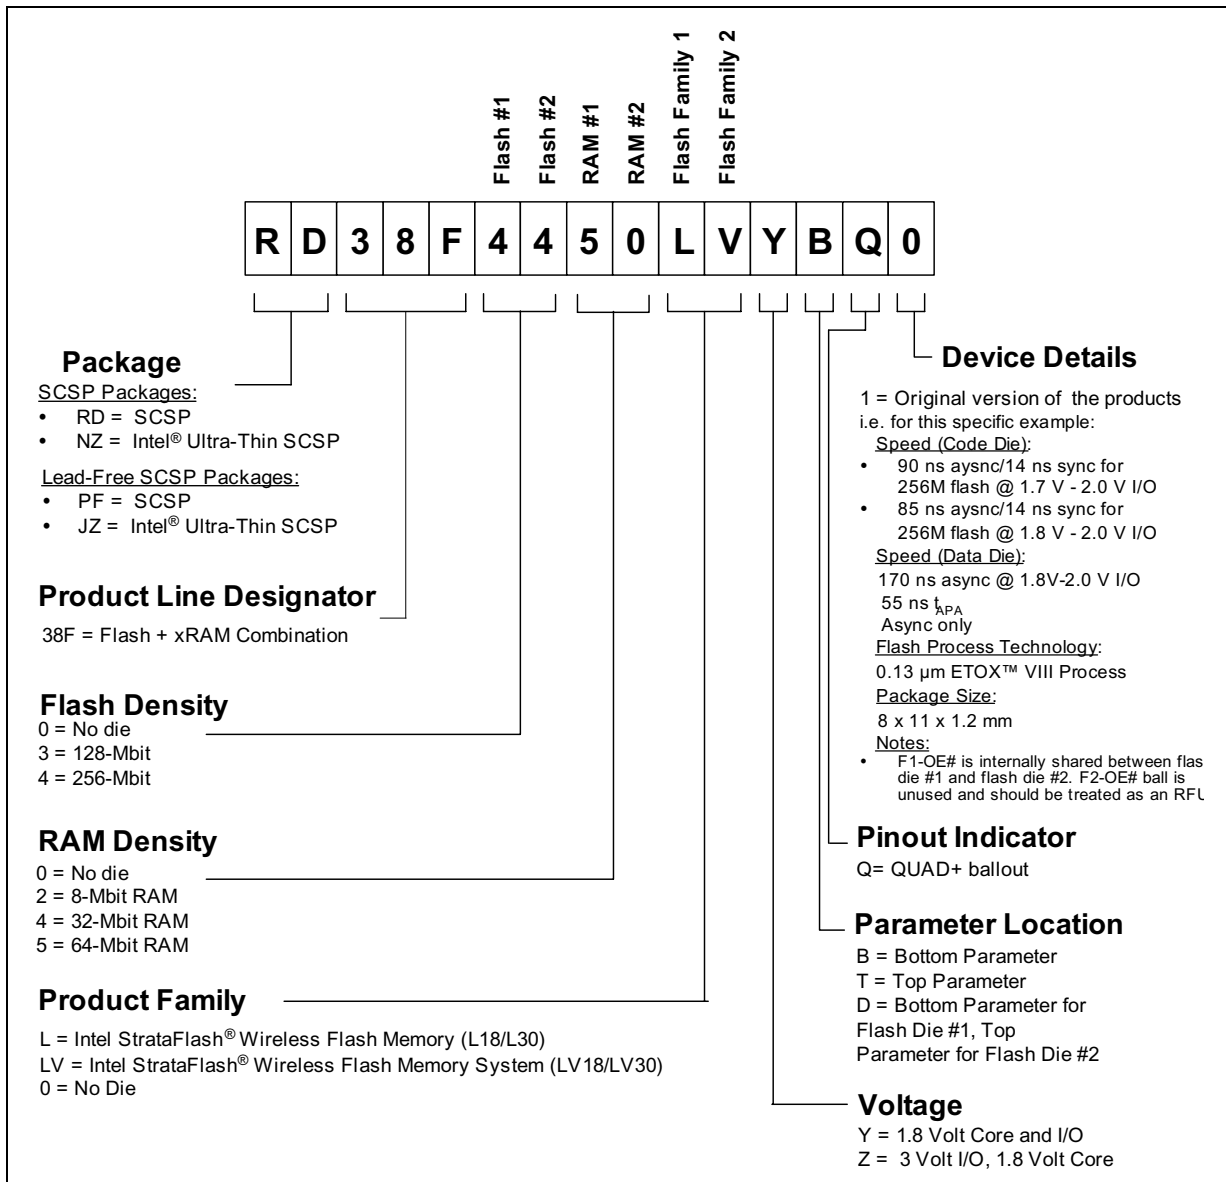 Flash #1
Flash #2
RAM #1
RAM #2
Flash Family 1
Flash Family 2
R D 3 8 F 4 4 5 0 L V Y B Q 0
Package
SCSP Packages:
• RD = SCSP
• NZ = Intel® Ultra-Thin SCSP
Lead-Free SCSP Packages:
• PF = SCSP
• JZ = Intel® Ultra-Thin SCSP
Product Line Designator
38F = Flash + xRAM Combination
Flash Density
0 = No die
3 = 128-Mbit
4 = 256-Mbit
RAM Density
0 = No die
2 = 8-Mbit RAM
4 = 32-Mbit RAM
5 = 64-Mbit RAM
Product Family
L = Intel StrataFlash® Wireless Flash Memory (L18/L30)
LV = Intel StrataFlash® Wireless Flash Memory System (LV18/LV30)
0 = No Die
Device Details
1 = Original version of the products
i.e. for this specific example:
Speed (Code Die):
• 90 ns aysnc/14 ns sync for
256M flash @ 1.7 V - 2.0 V I/O
• 85 ns aysnc/14 ns sync for
256M flash @ 1.8 V - 2.0 V I/O
Speed (Data Die):
170 ns async @ 1.8V-2.0 V I/O
55 ns tAPA
Async only
Flash Process Technology:
0.13 µm ETOX™ VIII Process
Package Size:
8 x 11 x 1.2 mm
Notes:
• F1-OE# is internally shared between flas
die #1 and flash die #2. F2-OE# ball is
unused and should be treated as an RFU
Pinout Indicator
Q= QUAD+ ballout
Parameter Location
B = Bottom Parameter
T = Top Parameter
D = Bottom Parameter for
Flash Die #1, Top
Parameter for Flash Die #2
Voltage
Y = 1.8 Volt Core and I/O
Z = 3 Volt I/O, 1.8 Volt Core